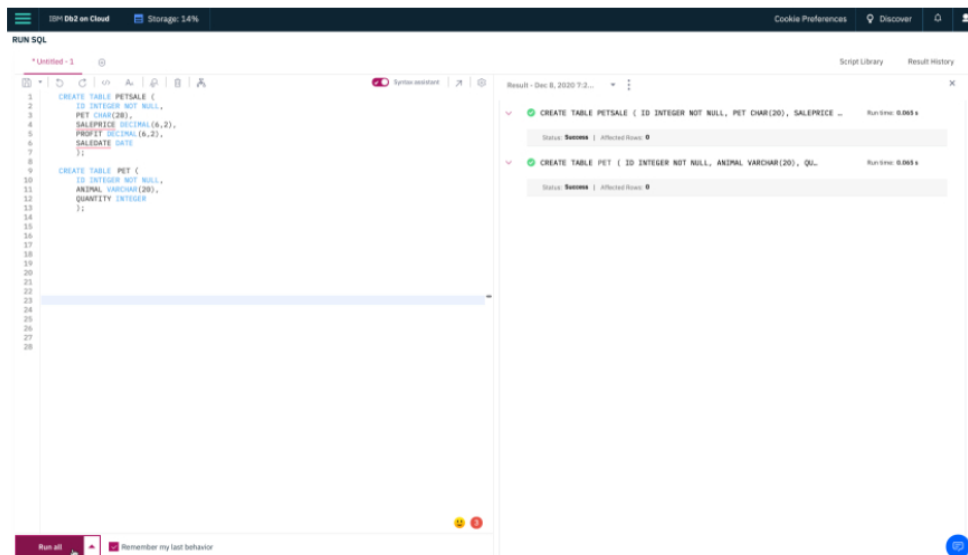 IBM Db2 on Cloud
Storage: 14%
Cookie Preferences
Discover
RUN SQL
* Untitled - 1
Script Library
Result History
Syntax assistant
Result - Dec 8, 2020 7:2...
1 CREATE TABLE PETSALE (
2 ID INTEGER NOT NULL,
3 PET CHAR(20),
4 SALEPRICE DECIMAL(6,2),
5 PROFIT DECIMAL(6,2),
6 SALEDATE DATE
7 );
8
9 CREATE TABLE PET (
10 ID INTEGER NOT NULL,
11 ANIMAL VARCHAR(20),
12 QUANTITY INTEGER
13 );
14
15
16
17
18
19
20
21
22
23
24
25
26
27
28
CREATE TABLE PETSALE ( ID INTEGER NOT NULL, PET CHAR(20), SALEPRICE ...
Run time: 0.065 s
Status: Success | Affected Rows: 0
CREATE TABLE PET ( ID INTEGER NOT NULL, ANIMAL VARCHAR(20), QU...
Run time: 0.065 s
Status: Success | Affected Rows: 0
3
Run all
Remember my last behavior